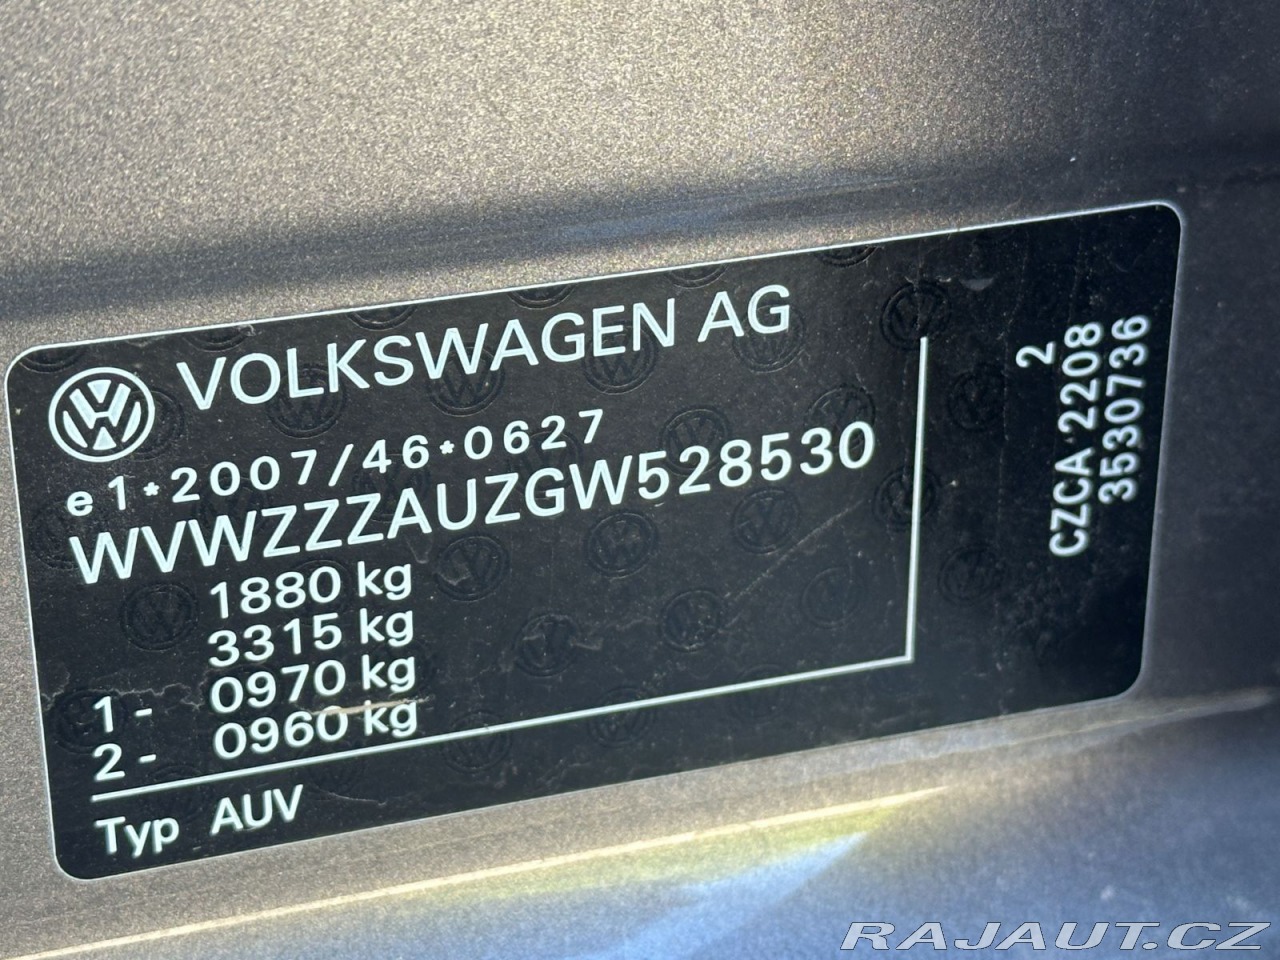 VOLKSWAGEN AG
e1*2007/46*0627
WVWZZZAUZGW528530
1880 kg
3315 kg
1- 0970 kg
2- 0960 kg
Typ AUV
2
CZCA 2208
3530736
RAJAUT.CZ